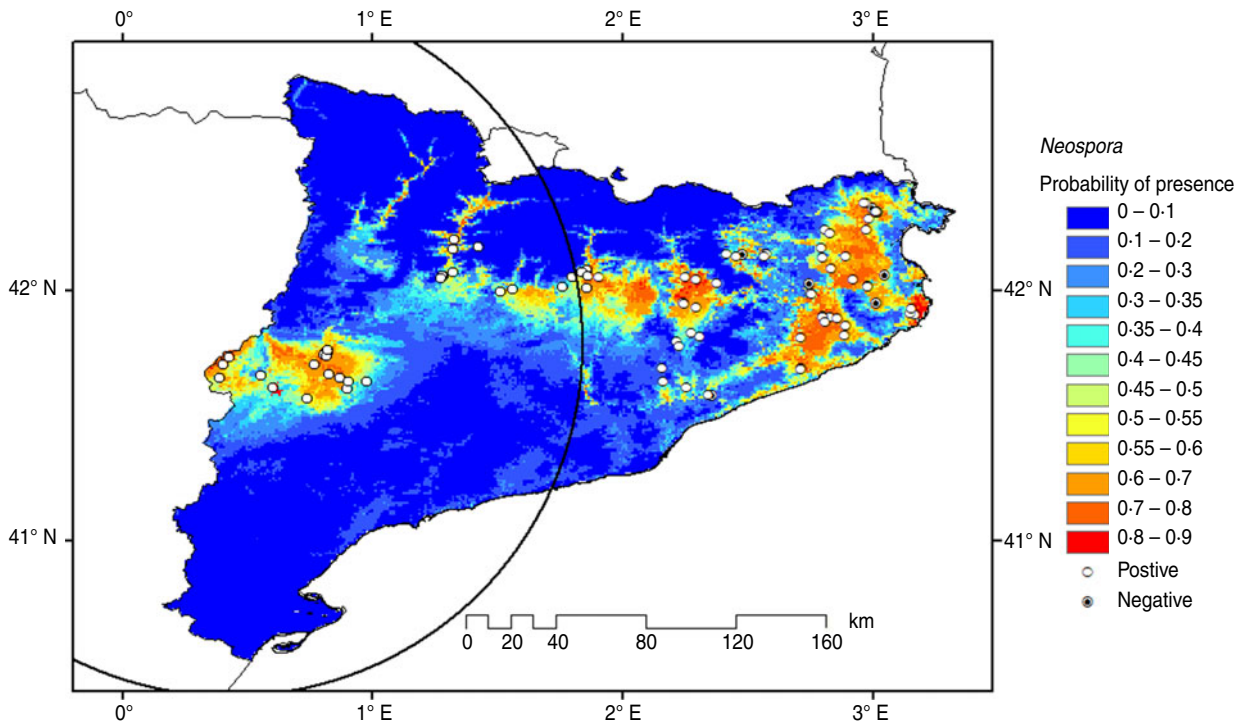 0° 1° E 2° E 3° E
42° N
41° N
42° N
41° N
0° 1° E 2° E 3° E
0 20 40 80 120 160
km
Neospora
Probability of presence
0 – 0·1
0·1 – 0·2
0·2 – 0·3
0·3 – 0·35
0·35 – 0·4
0·4 – 0·45
0·45 – 0·5
0·5 – 0·55
0·55 – 0·6
0·6 – 0·7
0·7 – 0·8
0·8 – 0·9
Postive
Negative